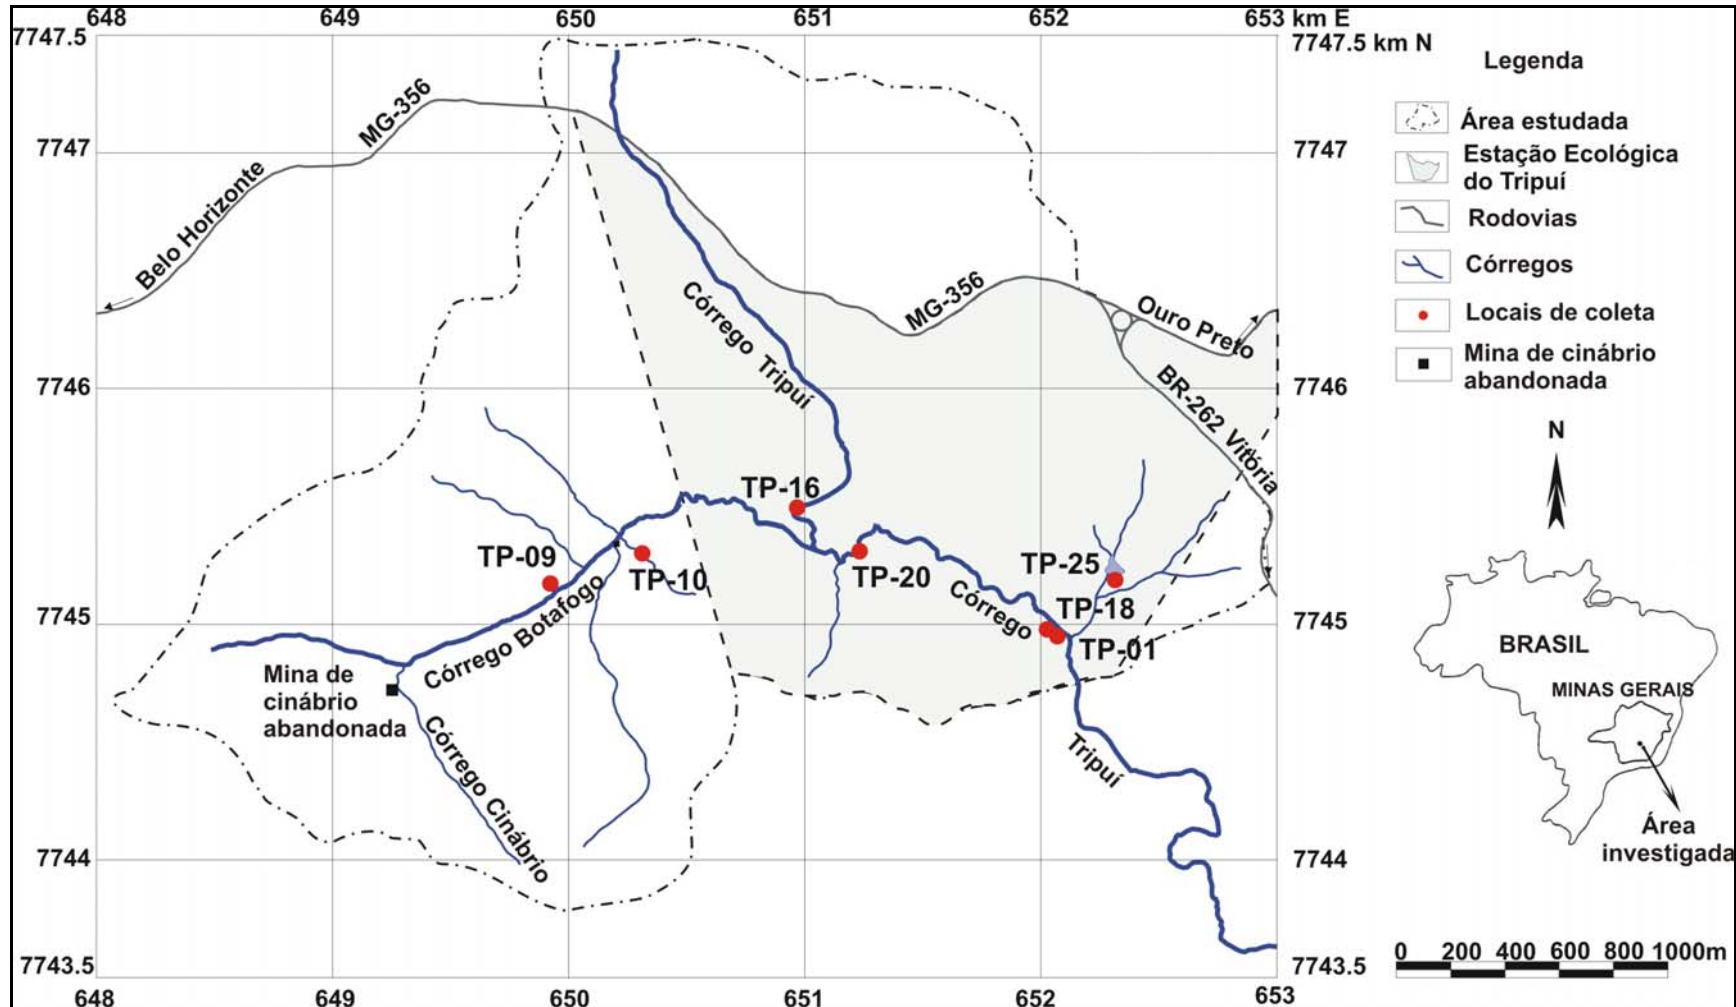 648
649
650
651
652
653 km E
7747.5
7747.5 km N
7747
7747
7746
7746
7745
7745
7744
7744
7743.5
7743.5
648
649
650
651
652
653
MG-356
Belo Horizonte
MG-356
Ouro Preto
BR-262 Vitória
Córrego Tripuí
TP-16
TP-09
TP-10
TP-20
TP-25
TP-18
TP-01
Córrego
Tripuí
Córrego Botafogo
Mina de
cinábrio
abandonada
Córrego Cinábrio
Legenda
Área estudada
Estação Ecológica
do Tripuí
Rodovias
Córregos
Locais de coleta
Mina de cinábrio
abandonada
N
BRASIL
MINAS GERAIS
Área
investigada
0 200 400 600 800 1000m